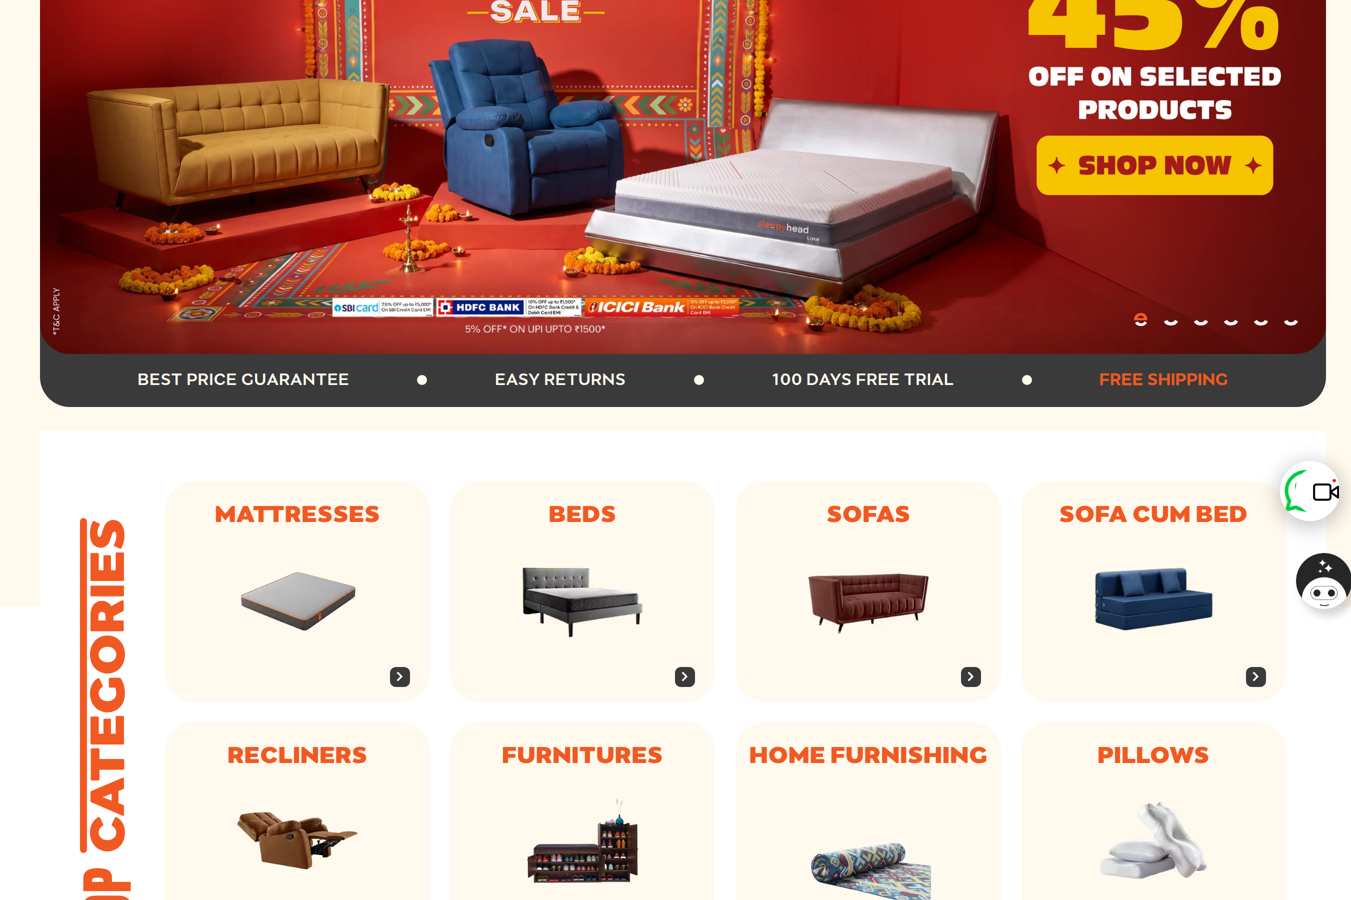 SALE
45%
OFF ON SELECTED
PRODUCTS
SHOP NOW
*T&C APPLY
SBI card
HDFC BANK
ICICI Bank
5% OFF* ON UPI UPTO ₹1500*
BEST PRICE GUARANTEE
EASY RETURNS
100 DAYS FREE TRIAL
FREE SHIPPING
CATEGORIES
MATTRESSES
BEDS
SOFAS
SOFA CUM BED
RECLINERS
FURNITURES
HOME FURNISHING
PILLOWS